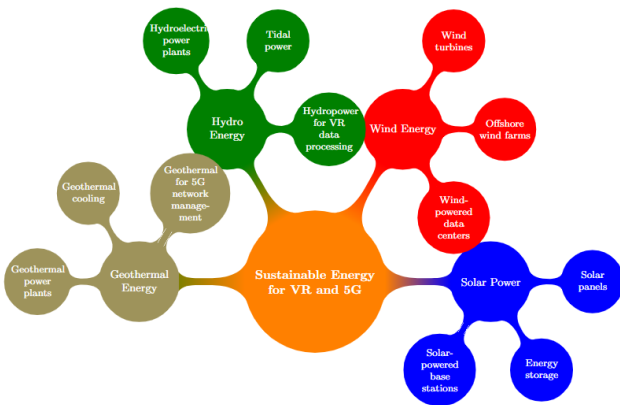 Hydroelectric
power
plants
Tidal
power
Hydro
Energy
Hydropower
for VR
data
processing
Wind
turbines
Wind Energy
Offshore
wind farms
Wind-
powered
data
centers
Geothermal
cooling
Geothermal
for 5G
network
manage-
ment
Geothermal
power
plants
Geothermal
Energy
Sustainable Energy
for VR and 5G
Solar Power
Solar
panels
Solar-
powered
base
stations
Energy
storage